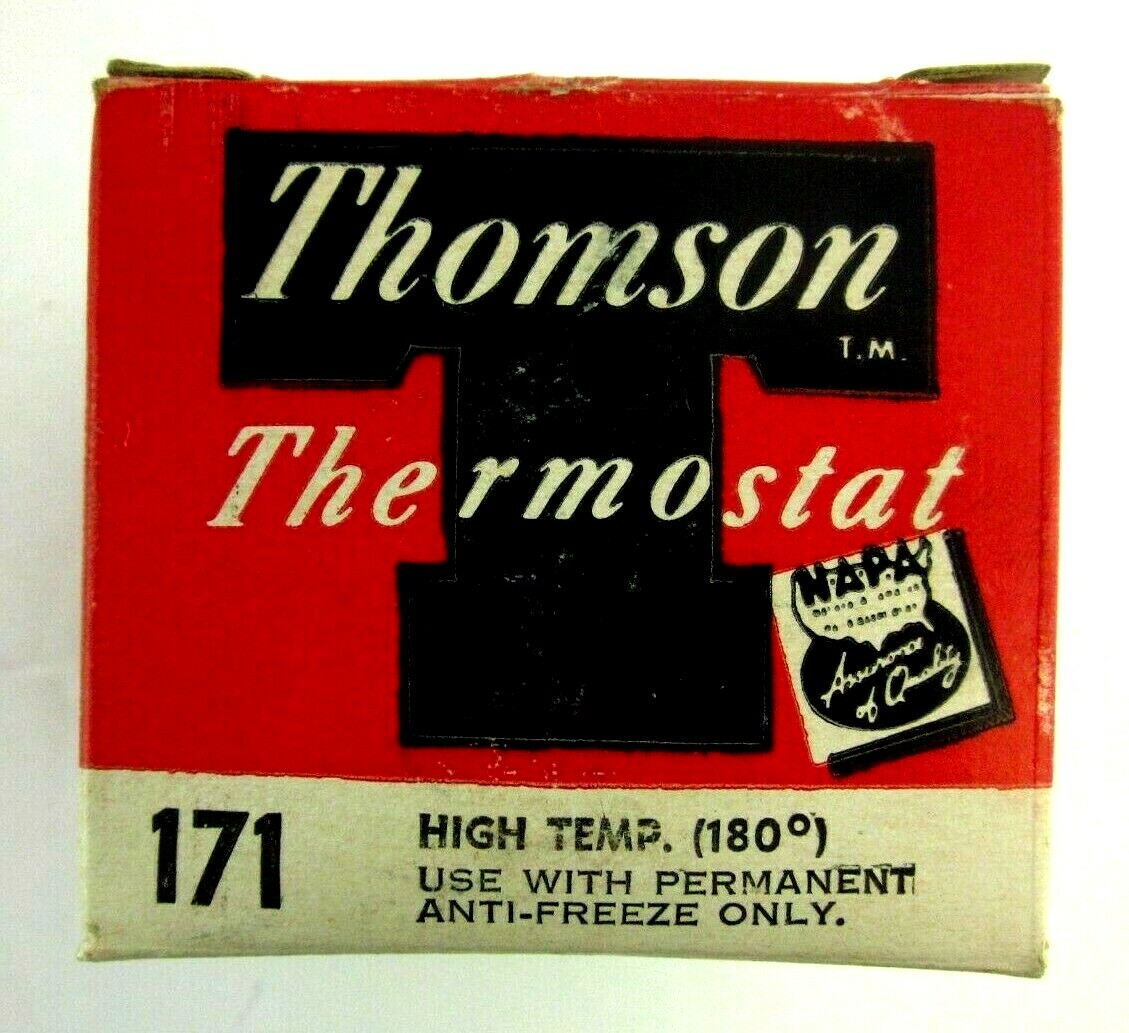 Thomson
T.M.
Thermostat
NAPA
Assurance
of Quality
171
HIGH TEMP. (180°)
USE WITH PERMANENT
ANTI-FREEZE ONLY.